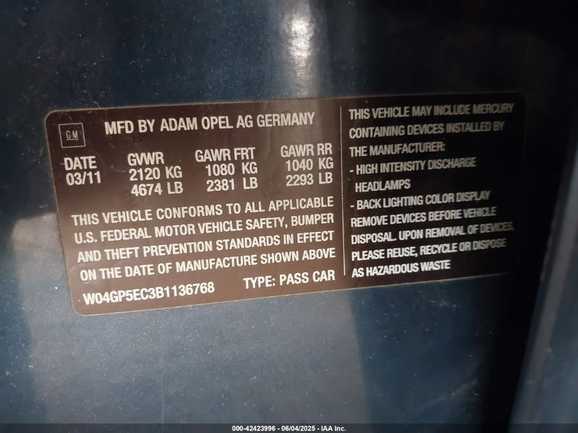 GM
MFD BY ADAM OPEL AG GERMANY
DATE GVWR GAWR FRT GAWR RR
03/11 2120 KG 1080 KG 1040 KG
4674 LB 2381 LB 2293 LB
THIS VEHICLE CONFORMS TO ALL APPLICABLE
U.S. FEDERAL MOTOR VEHICLE SAFETY, BUMPER
AND THEFT PREVENTION STANDARDS IN EFFECT
ON THE DATE OF MANUFACTURE SHOWN ABOVE
W04GP5EC3B1136768 TYPE: PASS CAR
THIS VEHICLE MAY INCLUDE MERCURY
CONTAINING DEVICES INSTALLED BY
THE MANUFACTURER:
- HIGH INTENSITY DISCHARGE
HEADLAMPS
- BACK LIGHTING COLOR DISPLAY
REMOVE DEVICES BEFORE VEHICLE
DISPOSAL. UPON REMOVAL OF DEVICES.
PLEASE REUSE, RECYCLE OR DISPOSE
AS HAZARDOUS WASTE
000-42423996 - 06/04/2025 - IAA Inc.